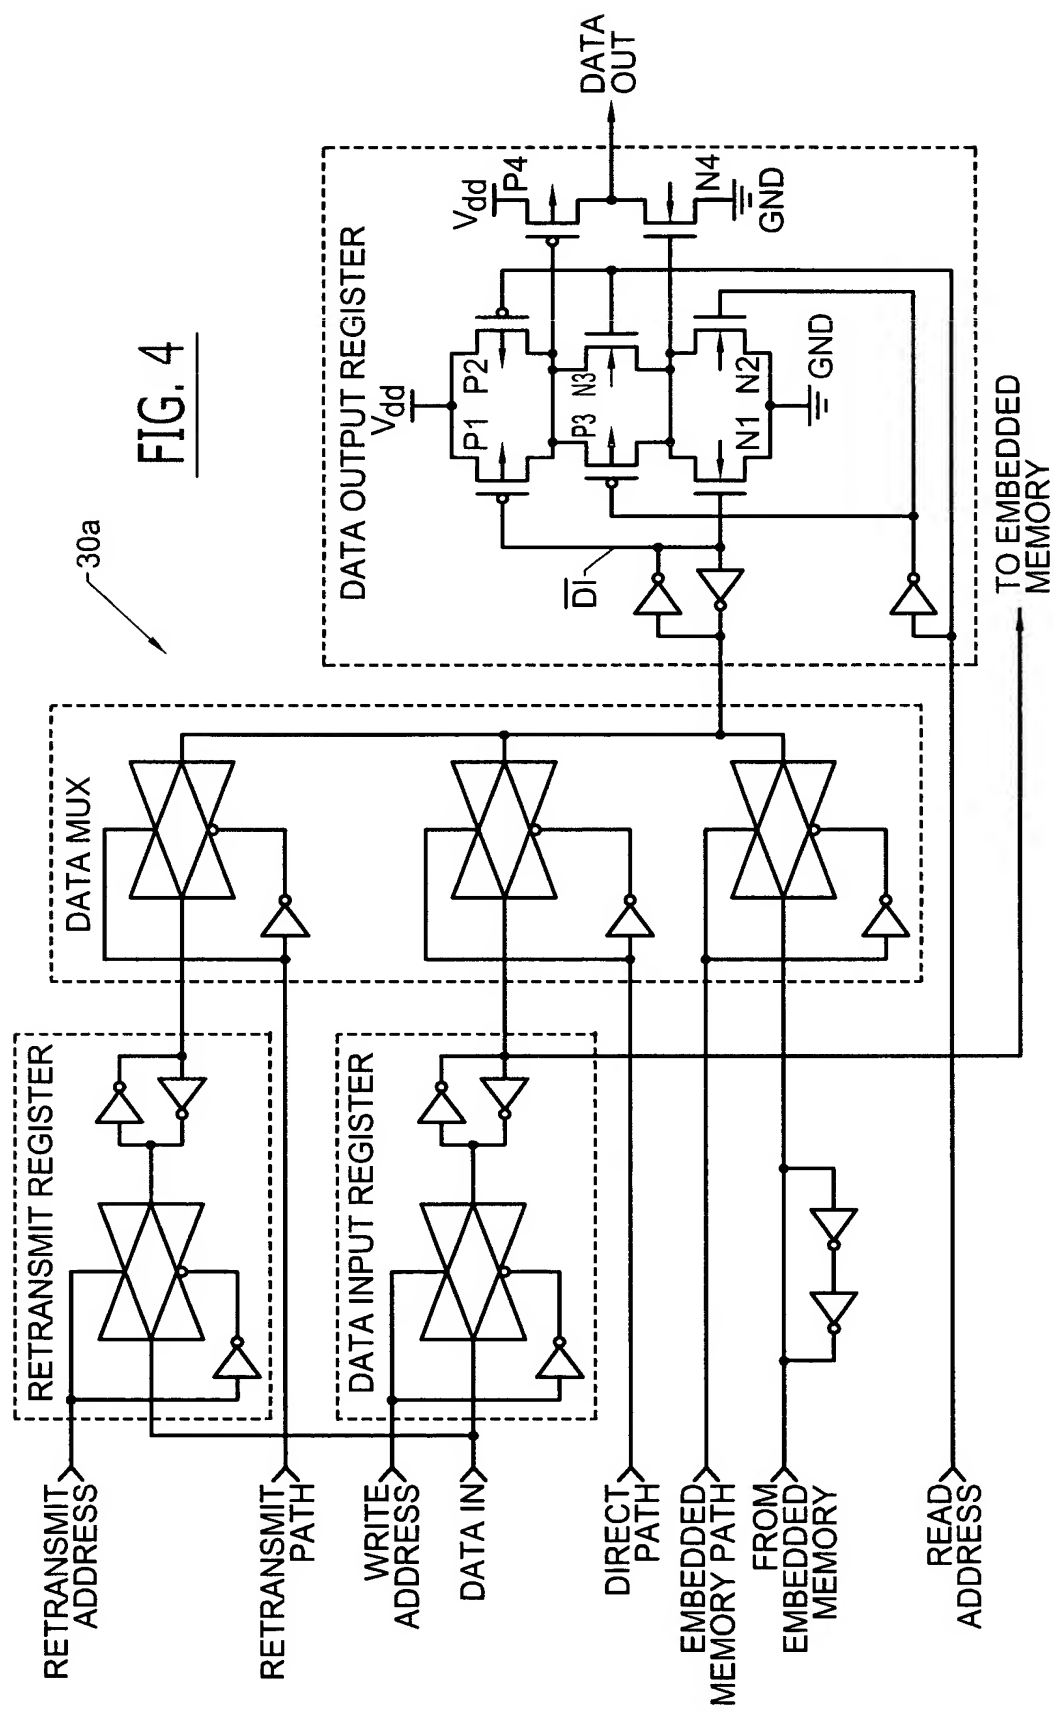 FIG. 4
30a
RETRANSMIT REGISTER
DATA MUX
DATA OUTPUT REGISTER
DATA INPUT REGISTER
Vdd
P1
P2
P3
N3
N1
N2
GND
Vdd
P4
N4
GND
DI
DATA
OUT
TO EMBEDDED
MEMORY
RETRANSMIT
ADDRESS
RETRANSMIT
PATH
WRITE
ADDRESS
DATA IN
DIRECT
PATH
EMBEDDED
MEMORY PATH
FROM
EMBEDDED
MEMORY
READ
ADDRESS